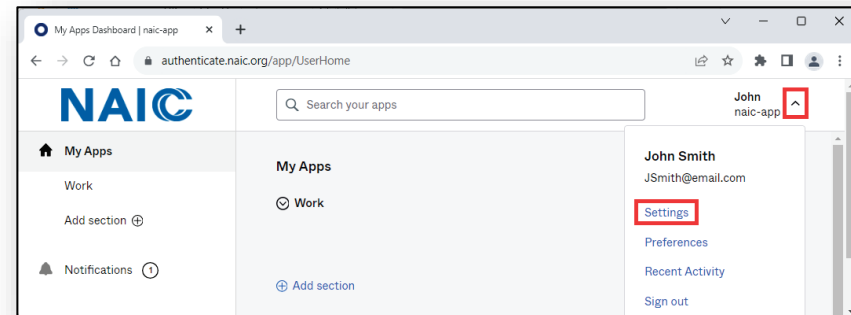 My Apps Dashboard | naic-app
authenticate.naic.org/app/UserHome
NAIC
Search your apps
John
naic-app
My Apps
Work
Add section
Notifications 1
My Apps
Work
Add section
John Smith
JSmith@email.com
Settings
Preferences
Recent Activity
Sign out